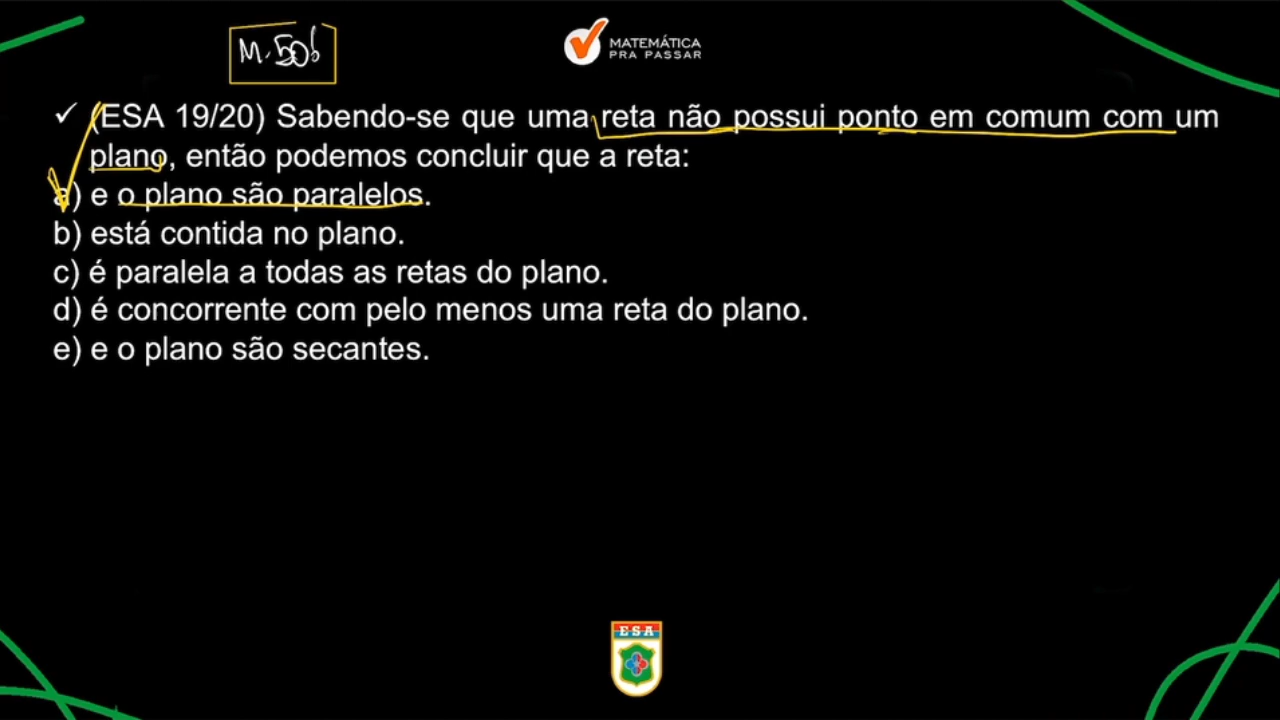 M.506
MATEMÁTICA
PRA PASSAR
✓ (ESA 19/20) Sabendo-se que uma reta não possui ponto em comum com um
plano, então podemos concluir que a reta:
a) e o plano são paralelos.
b) está contida no plano.
c) é paralela a todas as retas do plano.
d) é concorrente com pelo menos uma reta do plano.
e) e o plano são secantes.
ESA